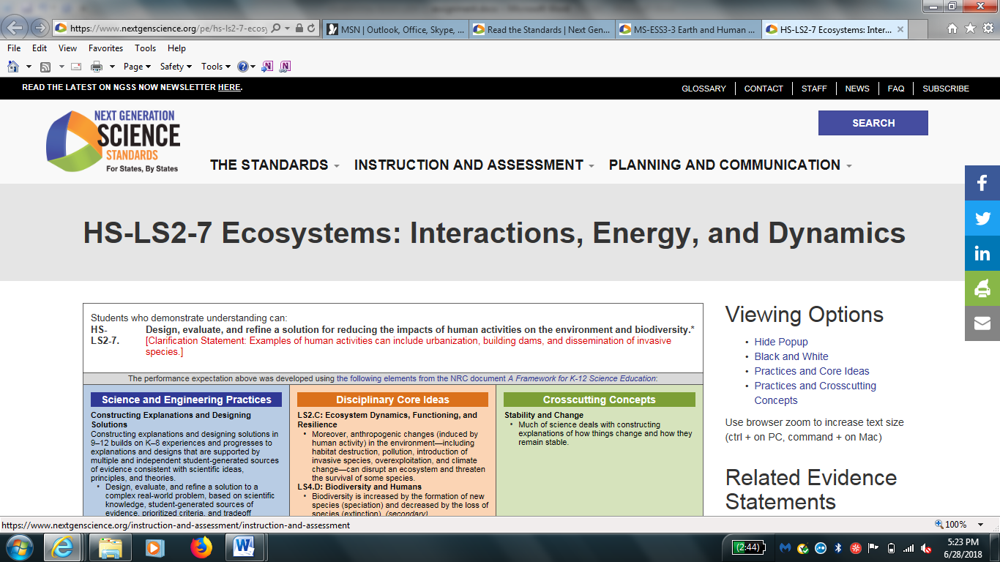 https://www.nextgenscience.org/pe/hs-ls2-7-ecosy
MSN | Outlook, Office, Skype, ...
Read the Standards | Next Gen...
MS-ESS3-3 Earth and Human ...
HS-LS2-7 Ecosystems: Inter...
File Edit View Favorites Tools Help
Page Safety Tools
READ THE LATEST ON NGSS NOW NEWSLETTER HERE.
GLOSSARY CONTACT STAFF NEWS FAQ SUBSCRIBE
NEXT GENERATION
SCIENCE
STANDARDS
For States, By States
SEARCH
THE STANDARDS INSTRUCTION AND ASSESSMENT PLANNING AND COMMUNICATION
HS-LS2-7 Ecosystems: Interactions, Energy, and Dynamics
Students who demonstrate understanding can:
HS-LS2-7. Design, evaluate, and refine a solution for reducing the impacts of human activities on the environment and biodiversity.*
[Clarification Statement: Examples of human activities can include urbanization, building dams, and dissemination of invasive
species.]
The performance expectation above was developed using the following elements from the NRC document A Framework for K-12 Science Education:
Science and Engineering Practices
Constructing Explanations and Designing
Solutions
Constructing explanations and designing solutions in
9–12 builds on K–8 experiences and progresses to
explanations and designs that are supported by
multiple and independent student-generated sources
of evidence consistent with scientific ideas,
principles, and theories.
• Design, evaluate, and refine a solution to a
complex real-world problem, based on scientific
knowledge, student-generated sources of
evidence, prioritized criteria, and tradeoff
Disciplinary Core Ideas
LS2.C: Ecosystem Dynamics, Functioning, and
Resilience
• Moreover, anthropogenic changes (induced by
human activity) in the environment—including
habitat destruction, pollution, introduction of
invasive species, overexploitation, and climate
change—can disrupt an ecosystem and threaten
the survival of some species.
LS4.D: Biodiversity and Humans
• Biodiversity is increased by the formation of new
species (speciation) and decreased by the loss of
species (extinction). (secondary)
Crosscutting Concepts
Stability and Change
• Much of science deals with constructing
explanations of how things change and how they
remain stable.
Viewing Options
• Hide Popup
• Black and White
• Practices and Core Ideas
• Practices and Crosscutting
Concepts
Use browser zoom to increase text size
(ctrl + on PC, command + on Mac)
Related Evidence
Statements
https://www.nextgenscience.org/instruction-and-assessment/instruction-and-assessment
100%
(2:44)
5:23 PM
6/28/2018